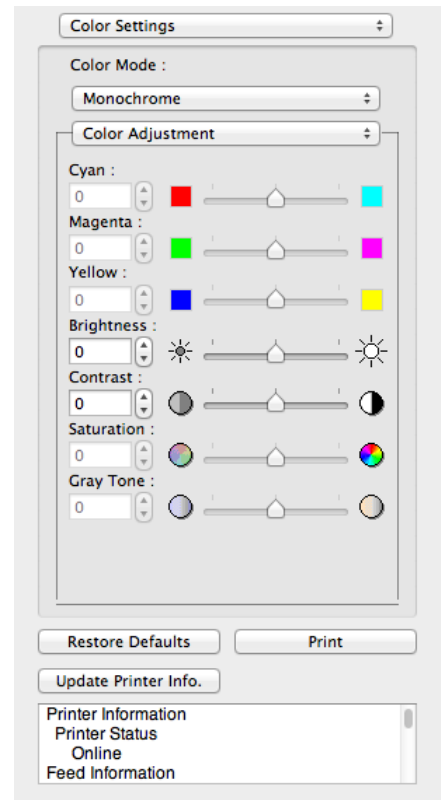 Color Settings
Color Mode :
Monochrome
Color Adjustment
Cyan :
0
Magenta :
0
Yellow :
0
Brightness :
0
Contrast :
0
Saturation :
0
Gray Tone :
0
Restore Defaults
Print
Update Printer Info.
Printer Information
Printer Status
Online
Feed Information